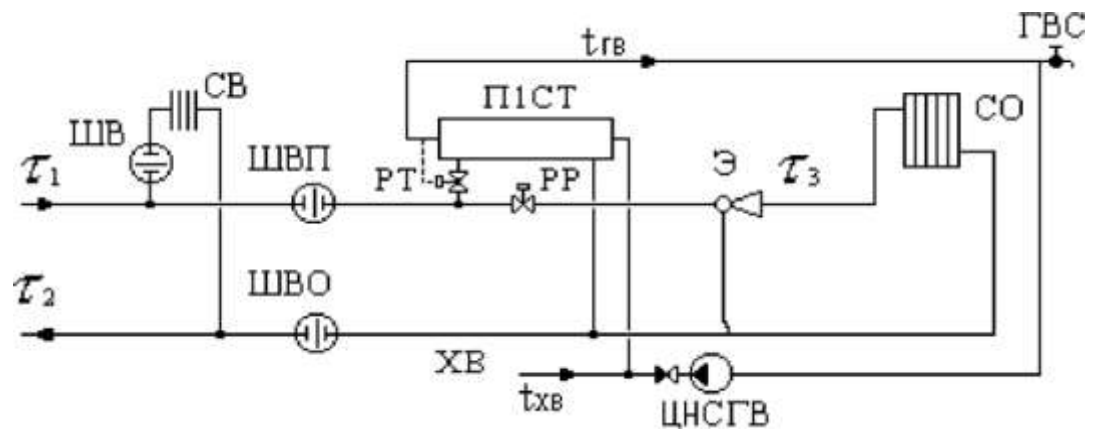 ГВС
tгв
СВ
П1СТ
СО
ШВ
ШВП
Э
τ3
τ1
РТ
РР
τ2
ШВО
ХВ
tхв
ЦНСГВ